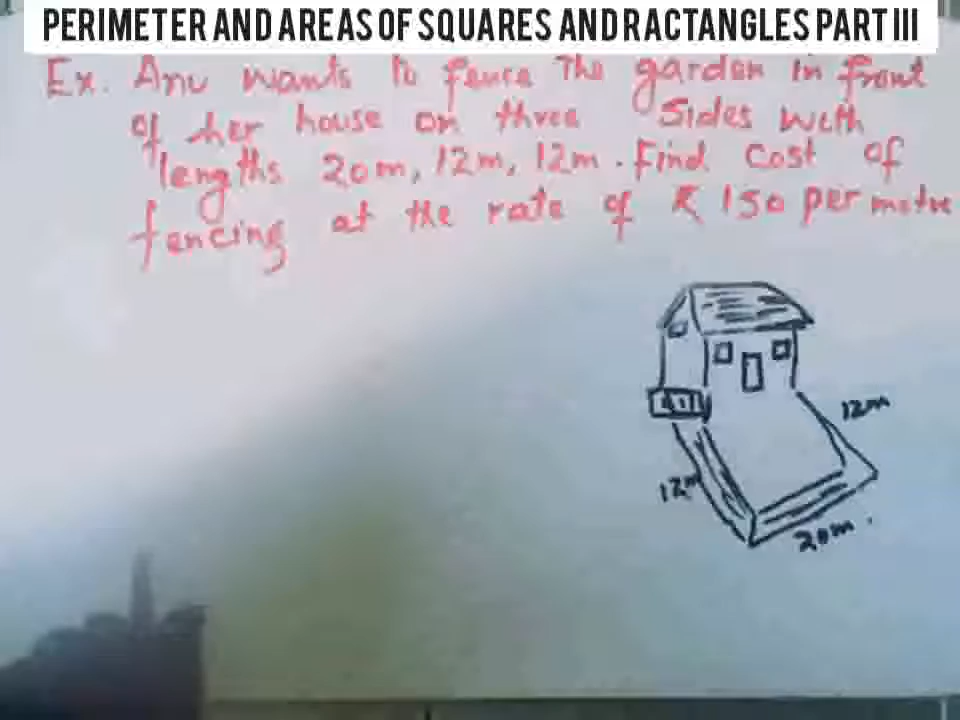 PERIMETER AND AREAS OF SQUARES AND RACTANGLES PART III
Ex. Anu wants to fence the garden in front
of her house on three sides with
lengths 20m, 12m, 12m. Find cost of
fencing at the rate of ₹ 150 per metre
12m
12m
20m.